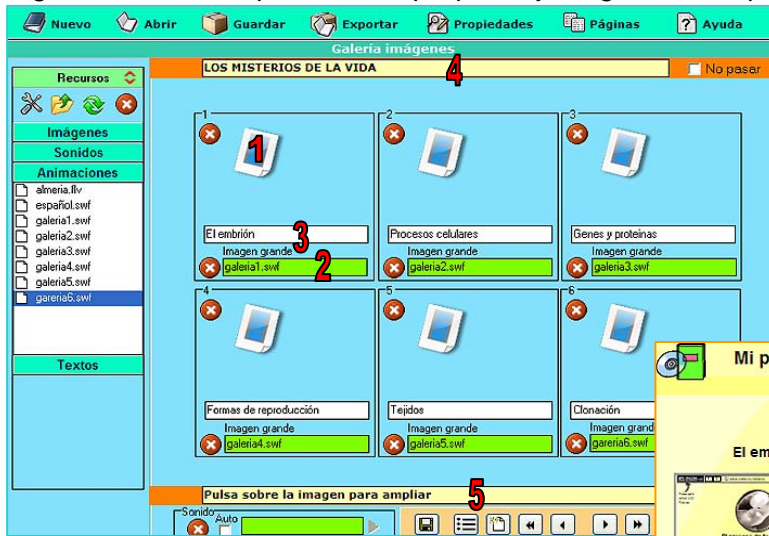 Nuevo Abrir Guardar Exportar Propiedades Páginas Ayuda
Galería imágenes
Recursos
LOS MISTERIOS DE LA VIDA
4
No pasar
Imágenes
Sonidos
Animaciones
almeria.flv
español.swf
galeria1.swf
galeria2.swf
galeria3.swf
galeria4.swf
galeria5.swf
gareria6.swf
Textos
1 2 3
1
El embrión
3
Procesos celulares
Genes y proteinas
Imagen grande
Imagen grande
Imagen grande
galeria1.swf
2
galeria2.swf
galeria3.swf
4 5 6
Formas de reproducción
Tejidos
Clonación
Imagen grande
Imagen grande
Imagen grand
galeria4.swf
galeria5.swf
gareria6.swf
Mi p
El em
Pulsa sobre la imagen para ampliar
5
Sonido
Auto